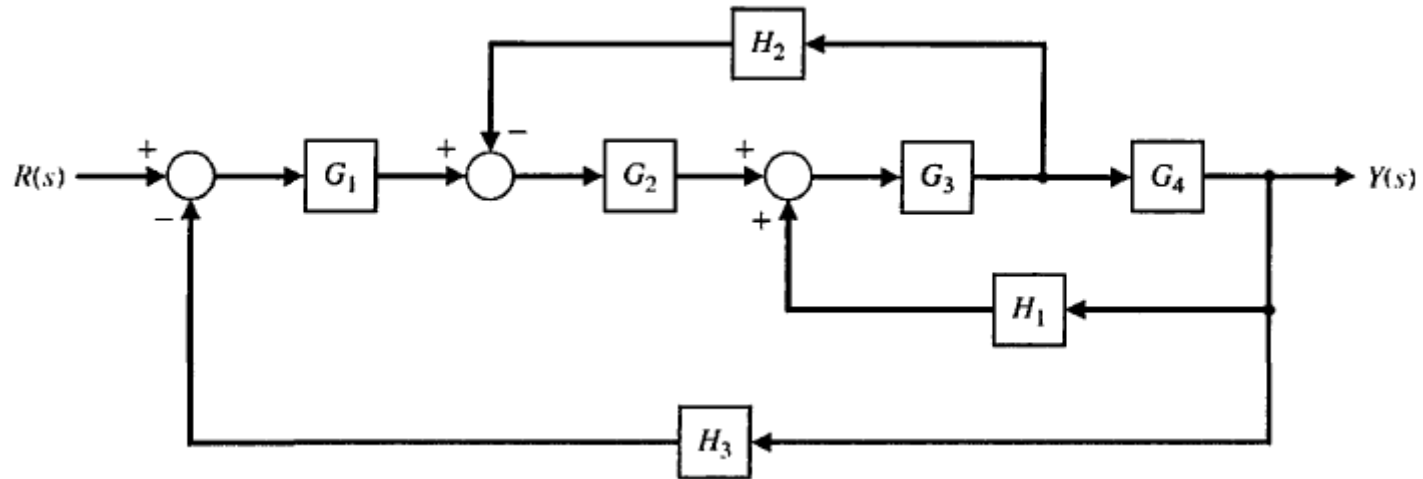 H₂
R(s) + − G₁ + − G₂ + + G₃ G₄ Y(s)
H₁
H₃